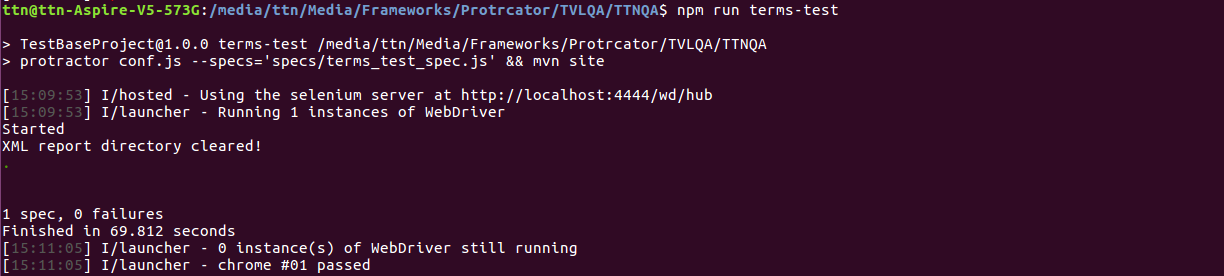 ttn@ttn-Aspire-V5-573G:/media/ttn/Media/Frameworks/Protrcator/TVLQA/TTNQA$ npm run terms-test
> TestBaseProject@1.0.0 terms-test /media/ttn/Media/Frameworks/Protrcator/TVLQA/TTNQA
> protractor conf.js --specs='specs/terms_test_spec.js' && mvn site
[15:09:53] I/hosted - Using the selenium server at http://localhost:4444/wd/hub
[15:09:53] I/launcher - Running 1 instances of WebDriver
Started
XML report directory cleared!
.
1 spec, 0 failures
Finished in 69.812 seconds
[15:11:05] I/launcher - 0 instance(s) of WebDriver still running
[15:11:05] I/launcher - chrome #01 passed